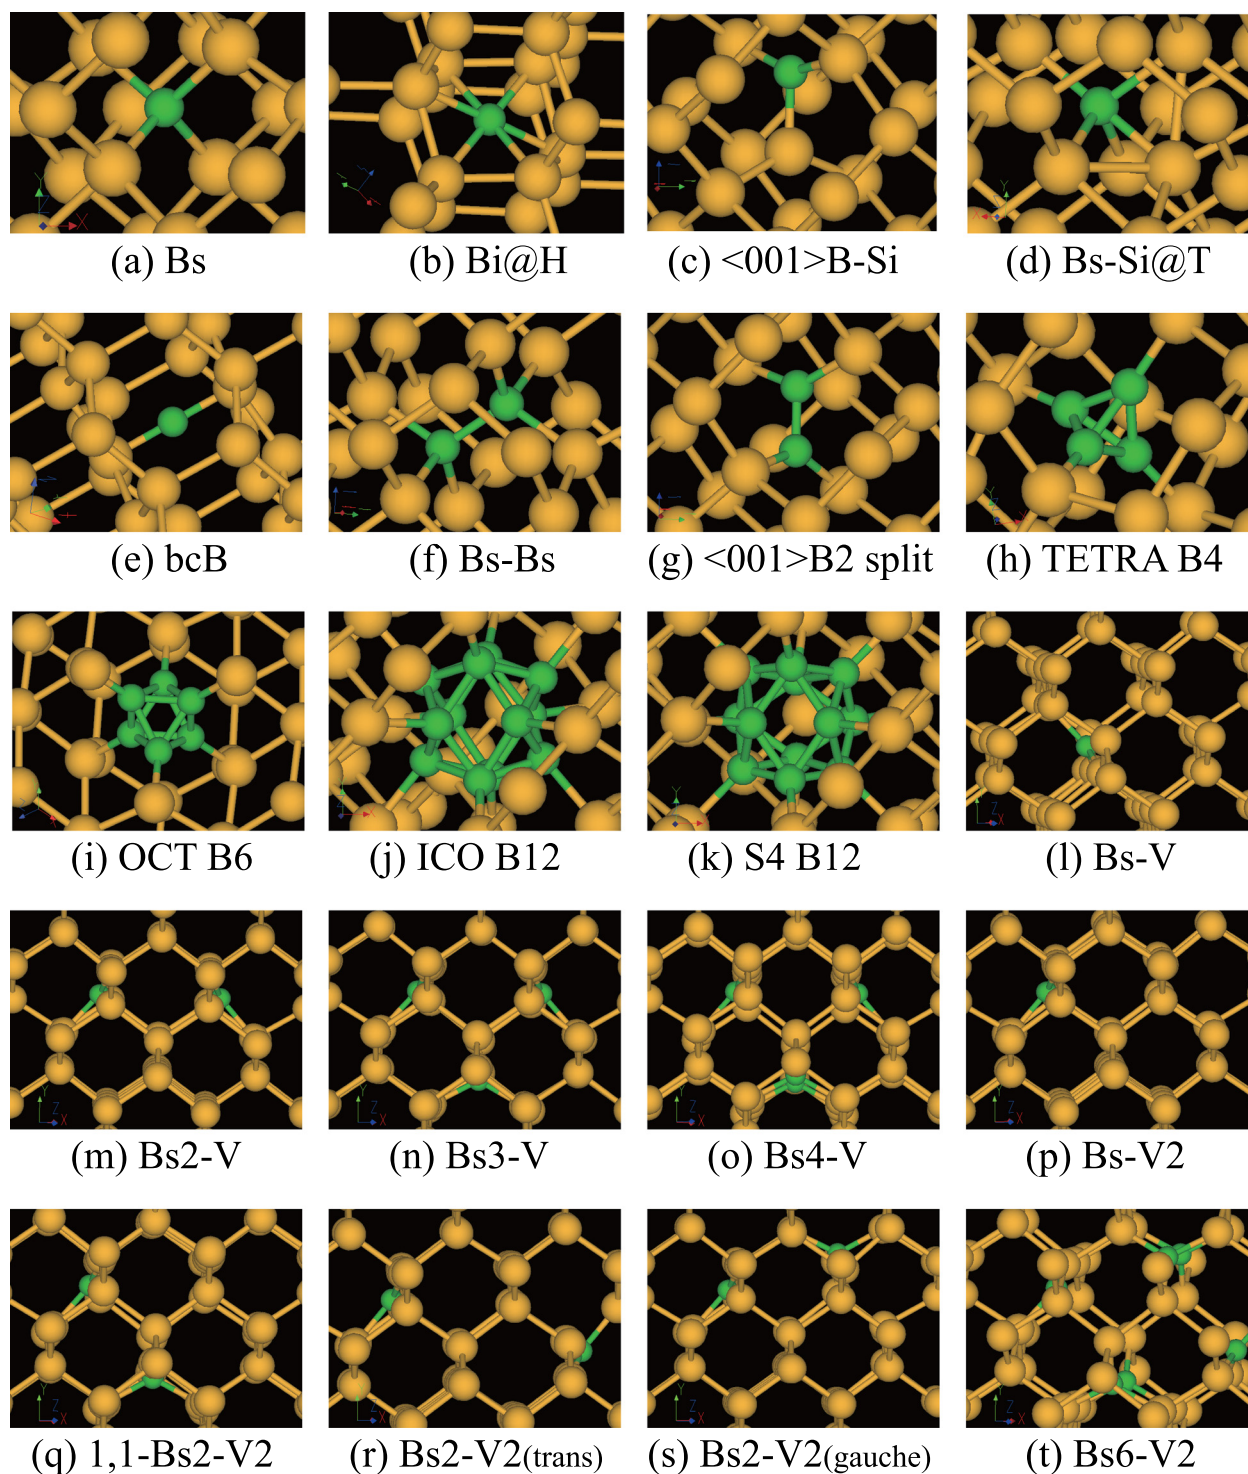 (a) Bs
(b) Bi@H
(c) <001>B-Si
(d) Bs-Si@T
(e) bcB
(f) Bs-Bs
(g) <001>B2 split
(h) TETRA B4
(i) OCT B6
(j) ICO B12
(k) S4 B12
(l) Bs-V
(m) Bs2-V
(n) Bs3-V
(o) Bs4-V
(p) Bs-V2
(q) 1,1-Bs2-V2
(r) Bs2-V2(trans)
(s) Bs2-V2(gauche)
(t) Bs6-V2